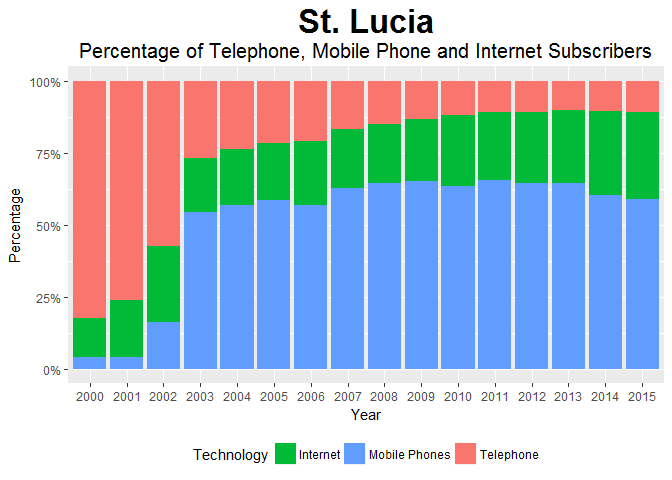 St. Lucia
Percentage of Telephone, Mobile Phone and Internet Subscribers
100%
75%
50%
25%
0%
Percentage
2000 2001 2002 2003 2004 2005 2006 2007 2008 2009 2010 2011 2012 2013 2014 2015
Year
Technology Internet Mobile Phones Telephone